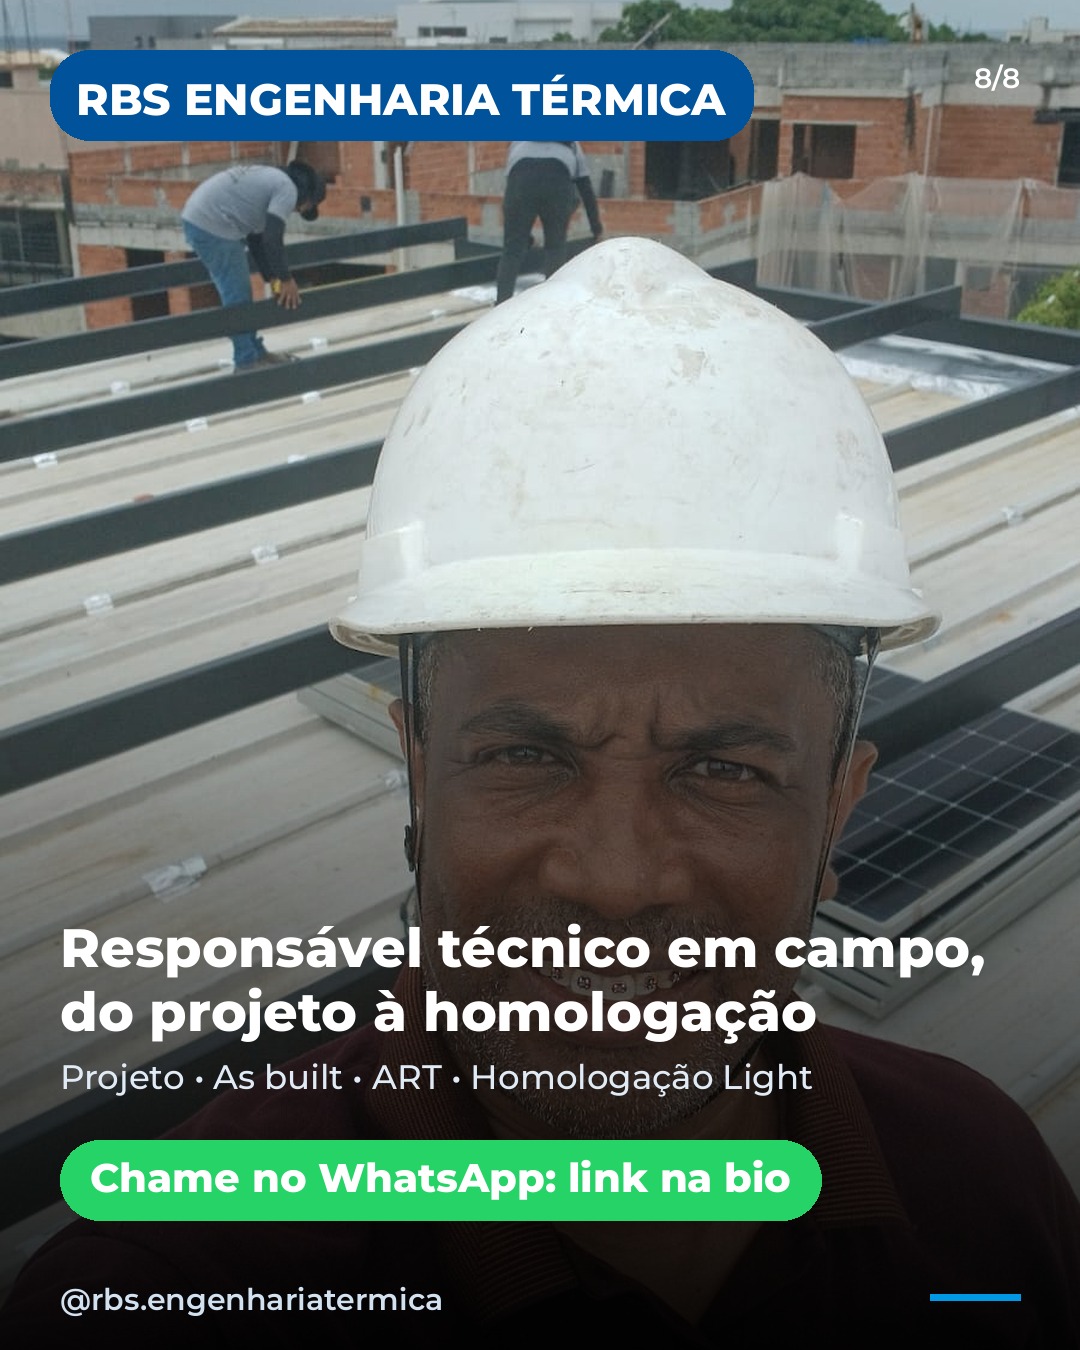 RBS ENGENHARIA TÉRMICA
8/8
Responsável técnico em campo,
do projeto à homologação
Projeto • As built • ART • Homologação Light
Chame no WhatsApp: link na bio
@rbs.engenhariatermica